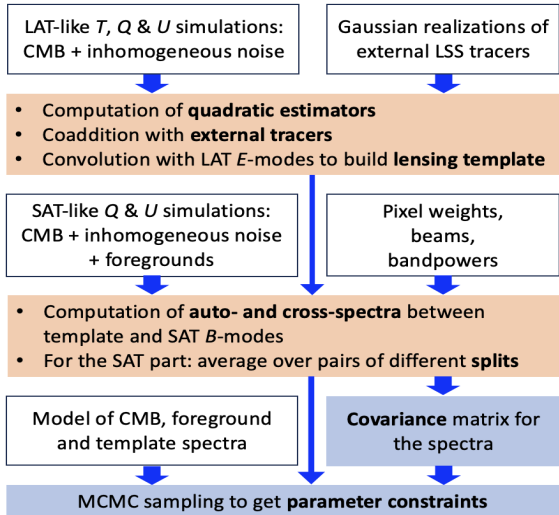 LAT-like T, Q & U simulations:
CMB + inhomogeneous noise
Gaussian realizations of
external LSS tracers
• Computation of quadratic estimators
• Coaddition with external tracers
• Convolution with LAT E-modes to build lensing template
SAT-like Q & U simulations:
CMB + inhomogeneous noise
+ foregrounds
Pixel weights,
beams,
bandpowers
• Computation of auto- and cross-spectra between
template and SAT B-modes
• For the SAT part: average over pairs of different splits
Model of CMB, foreground
and template spectra
Covariance matrix for
the spectra
MCMC sampling to get parameter constraints